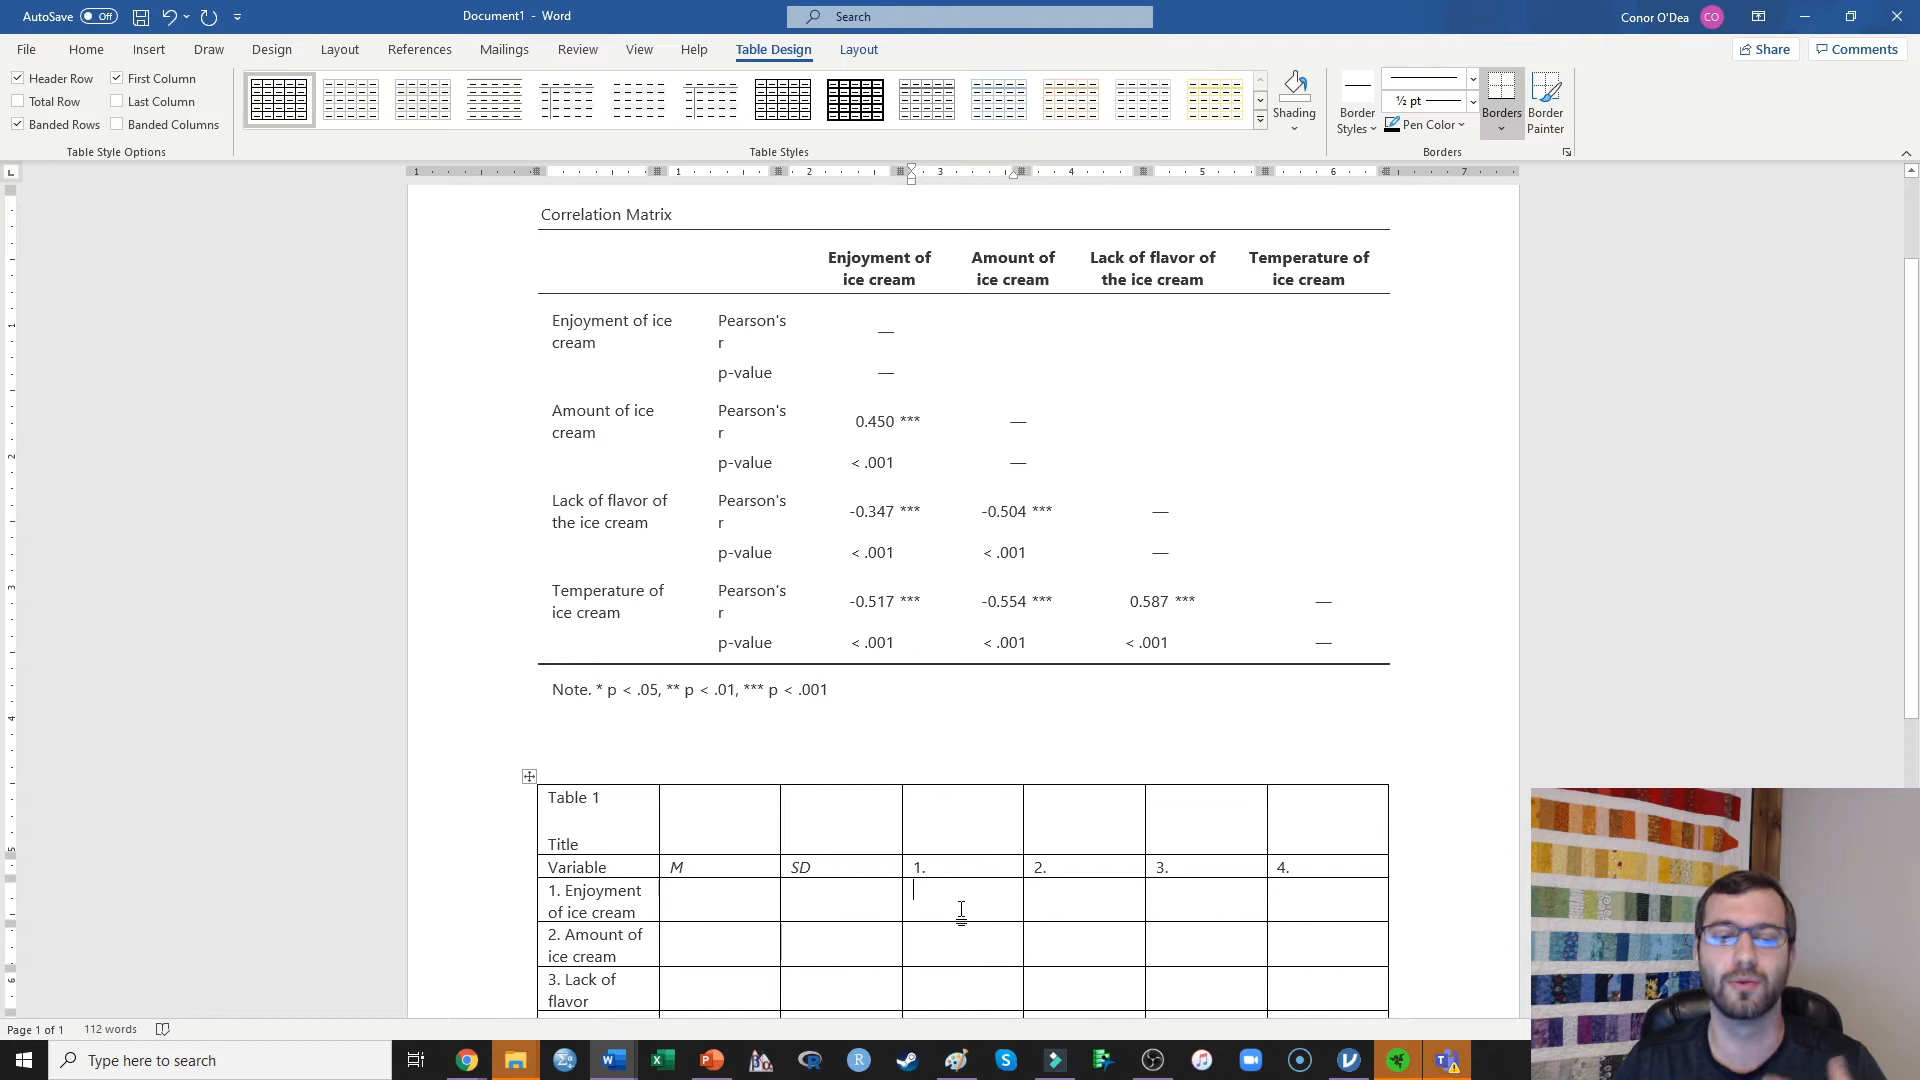 AutoSave Off Document1 - Word Search Conor O'Dea CO
File Home Insert Draw Design Layout References Mailings Review View Help Table Design Layout Share Comments
Header Row First Column
Total Row Last Column
Banded Rows Banded Columns
Table Style Options
Table Styles
Shading
Border Styles
½ pt
Pen Color
Borders
Border Painter
Borders
1 1 2 3 4 5 6 7
Correlation Matrix
Enjoyment of ice cream
Amount of ice cream
Lack of flavor of the ice cream
Temperature of ice cream
Enjoyment of ice cream
Pearson's r —
p-value —
Amount of ice cream
Pearson's r 0.450 *** —
p-value < .001 —
Lack of flavor of the ice cream
Pearson's r -0.347 *** -0.504 *** —
p-value < .001 < .001 —
Temperature of ice cream
Pearson's r -0.517 *** -0.554 *** 0.587 *** —
p-value < .001 < .001 < .001 —
Note. * p < .05, ** p < .01, *** p < .001
Table 1
Title
Variable M SD 1. 2. 3. 4.
1. Enjoyment
of ice cream
2. Amount of
ice cream
3. Lack of
flavor
Page 1 of 1 112 words
Type here to search